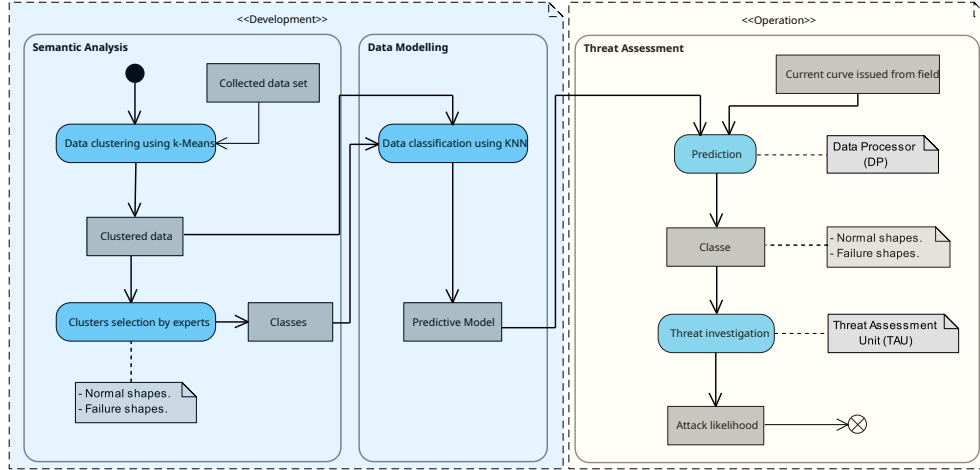 <<Development>>
Semantic Analysis
Collected data set
Data clustering using k-Means
Clustered data
Clusters selection by experts
Classes
- Normal shapes.
- Failure shapes.
Data Modelling
Data classification using KNN
Predictive Model
<<Operation>>
Threat Assessment
Current curve issued from field
Prediction
Data Processor
(DP)
Classe
- Normal shapes.
- Failure shapes.
Threat investigation
Threat Assessment
Unit (TAU)
Attack likelihood